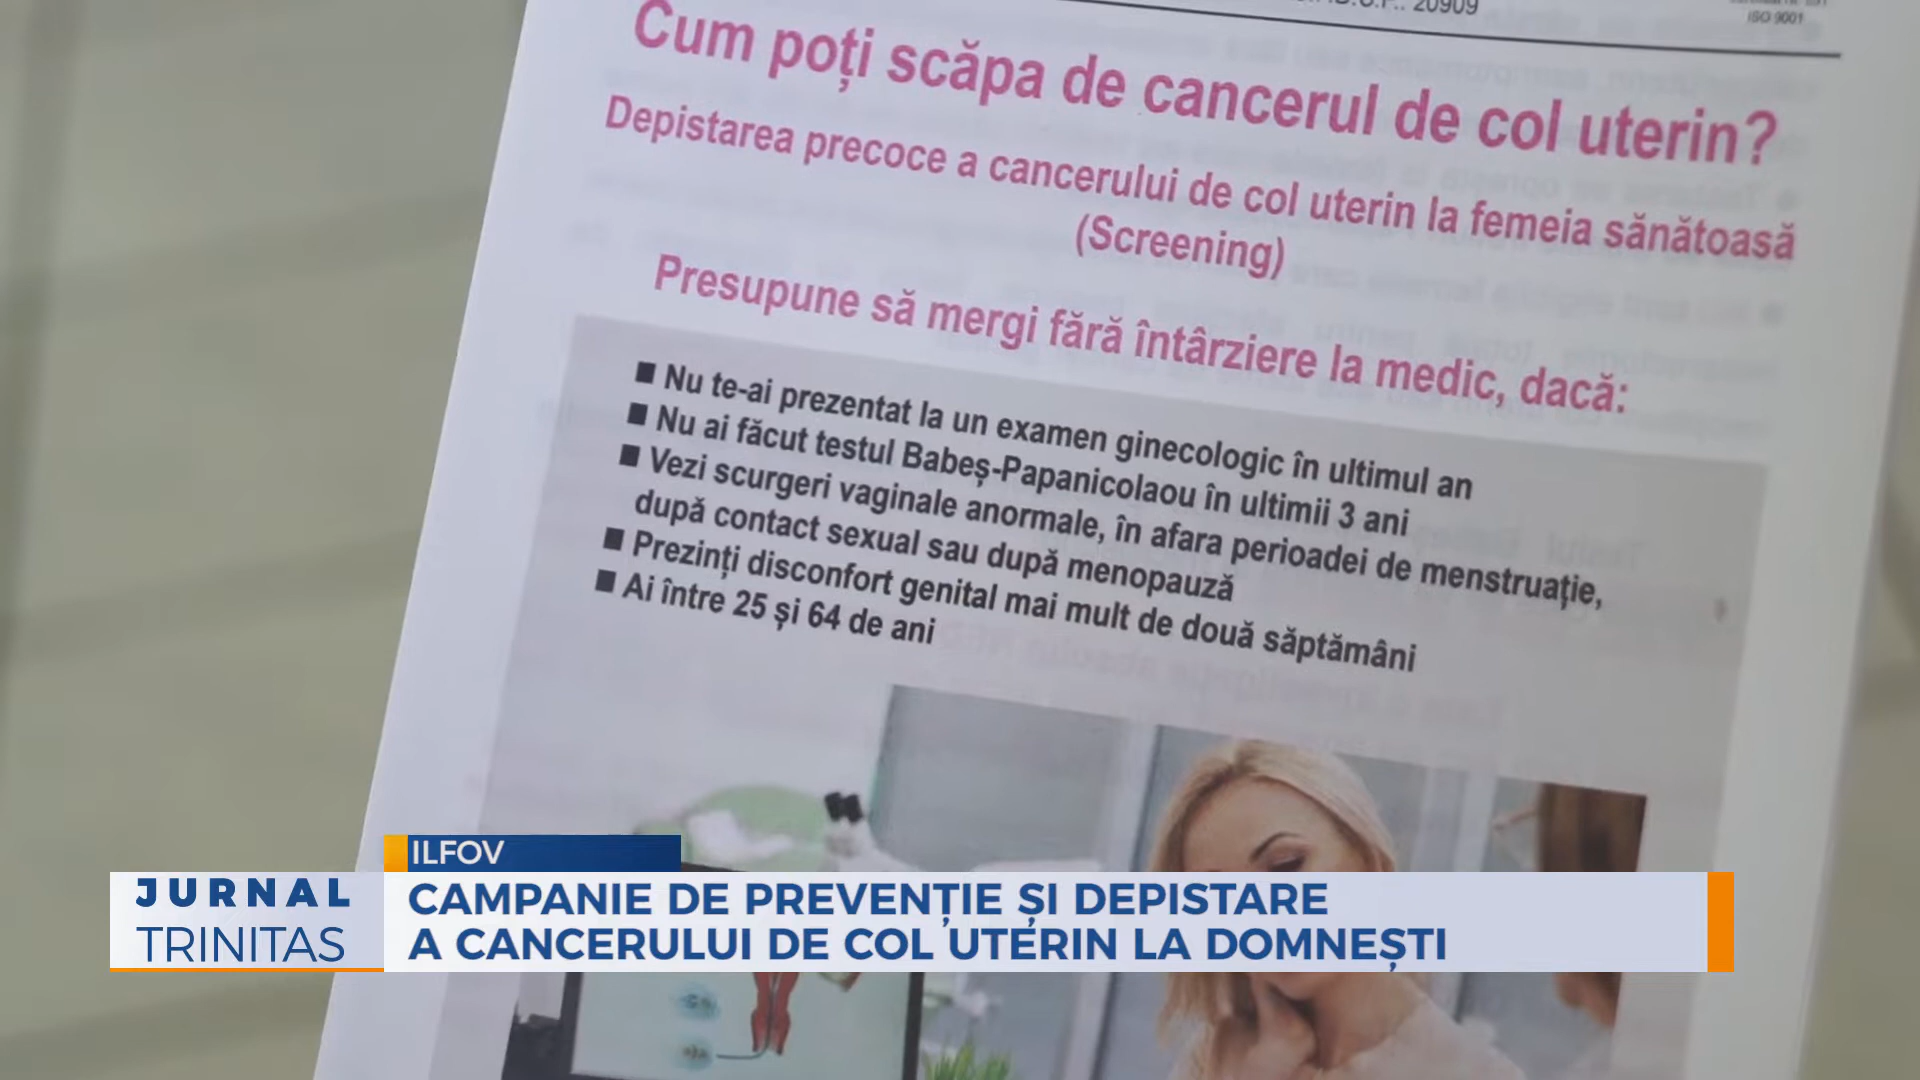 20909
ISO 9001
Cum poți scăpa de cancerul de col uterin?
Depistarea precoce a cancerului de col uterin la femeia sănătoasă
(Screening)
Presupune să mergi fără întârziere la medic, dacă:
■ Nu te-ai prezentat la un examen ginecologic în ultimul an
■ Nu ai făcut testul Babeș-Papanicolaou în ultimii 3 ani
■ Vezi scurgeri vaginale anormale, în afara perioadei de menstruație,
după contact sexual sau după menopauză
■ Prezinți disconfort genital mai mult de două săptămâni
■ Ai între 25 și 64 de ani
ILFOV
JURNAL
TRINITAS
CAMPANIE DE PREVENȚIE ȘI DEPISTARE
A CANCERULUI DE COL UTERIN LA DOMNEȘTI